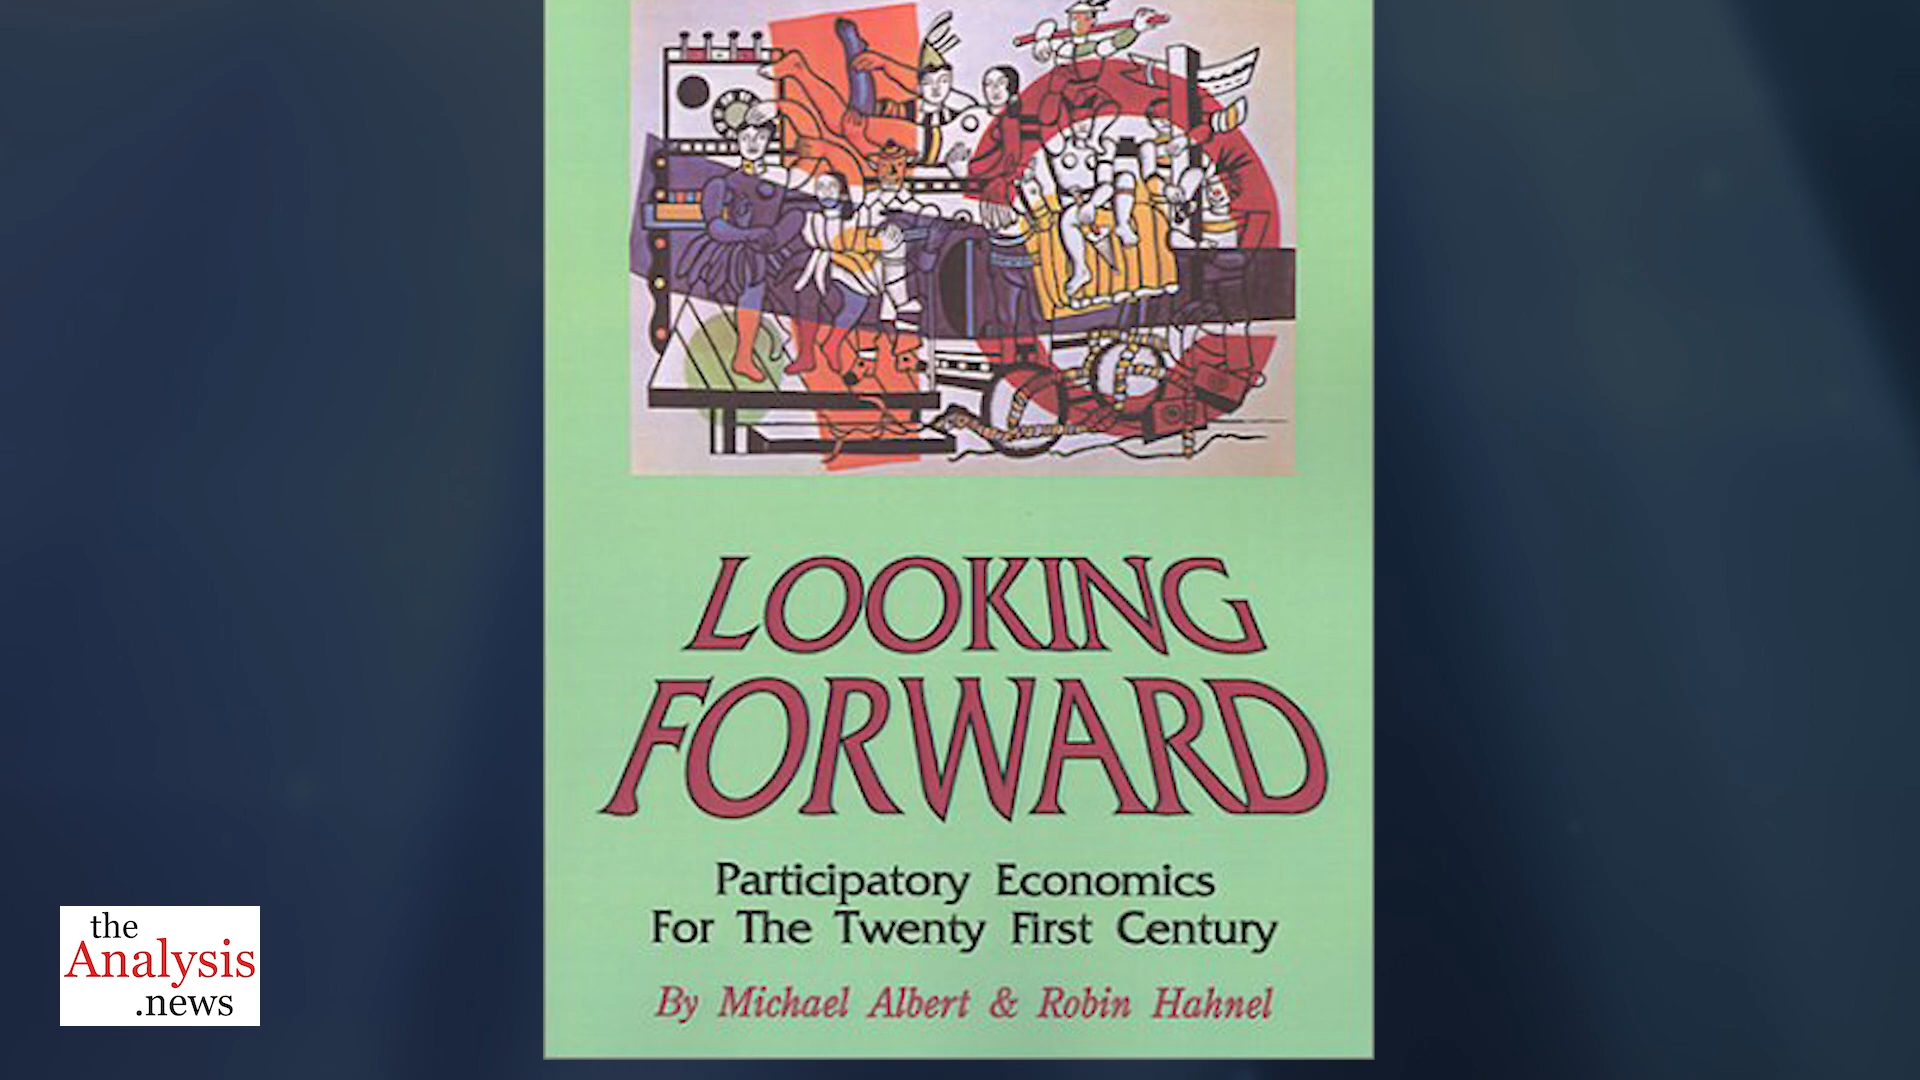 LOOKING
FORWARD
Participatory Economics
For The Twenty First Century
By Michael Albert & Robin Hahnel
the
Analysis
.news